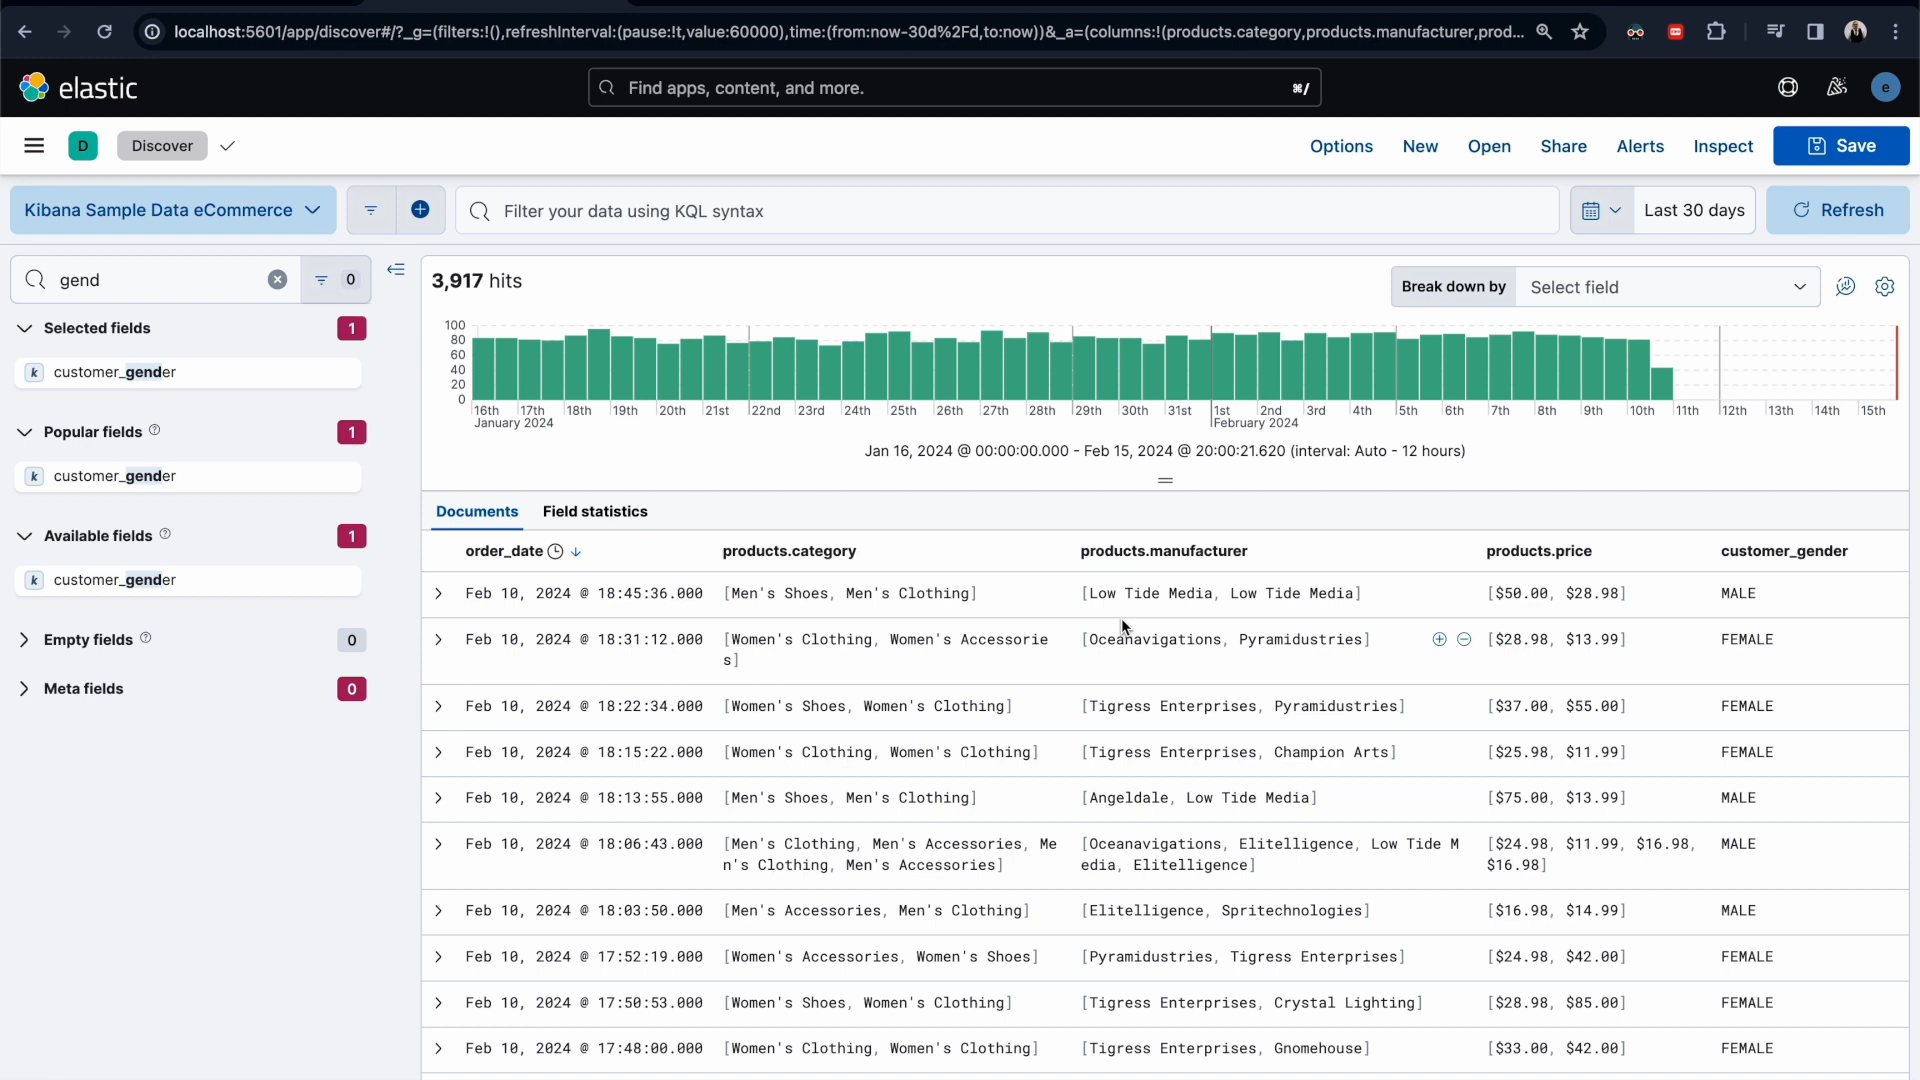 localhost:5601/app/discover#/?_g=(filters:!(),refreshInterval:(pause:!t,value:60000),time:(from:now-30d%2Fd,to:now))&_a=(columns:!(products.category,products.manufacturer,prod...
elastic
Find apps, content, and more.
⌘/
e
D
Discover
Options
New
Open
Share
Alerts
Inspect
Save
Kibana Sample Data eCommerce
Filter your data using KQL syntax
Last 30 days
Refresh
gend
0
Selected fields
1
k customer_gender
Popular fields
1
k customer_gender
Available fields
1
k customer_gender
Empty fields
0
Meta fields
0
3,917 hits
Break down by
Select field
100
80
60
40
20
0
16th 17th 18th 19th 20th 21st 22nd 23rd 24th 25th 26th 27th 28th 29th 30th 31st 1st 2nd 3rd 4th 5th 6th 7th 8th 9th 10th 11th 12th 13th 14th 15th
January 2024 February 2024
Jan 16, 2024 @ 00:00:00.000 - Feb 15, 2024 @ 20:00:21.620 (interval: Auto - 12 hours)
Documents Field statistics
order_date products.category products.manufacturer products.price customer_gender
Feb 10, 2024 @ 18:45:36.000 [Men's Shoes, Men's Clothing] [Low Tide Media, Low Tide Media] [$50.00, $28.98] MALE
Feb 10, 2024 @ 18:31:12.000 [Women's Clothing, Women's Accessorie [Oceanavigations, Pyramidustries] [$28.98, $13.99] FEMALE
s]
Feb 10, 2024 @ 18:22:34.000 [Women's Shoes, Women's Clothing] [Tigress Enterprises, Pyramidustries] [$37.00, $55.00] FEMALE
Feb 10, 2024 @ 18:15:22.000 [Women's Clothing, Women's Clothing] [Tigress Enterprises, Champion Arts] [$25.98, $11.99] FEMALE
Feb 10, 2024 @ 18:13:55.000 [Men's Shoes, Men's Clothing] [Angeldale, Low Tide Media] [$75.00, $13.99] MALE
Feb 10, 2024 @ 18:06:43.000 [Men's Clothing, Men's Accessories, Me [Oceanavigations, Elitelligence, Low Tide M [$24.98, $11.99, $16.98, MALE
n's Clothing, Men's Accessories] edia, Elitelligence] $16.98]
Feb 10, 2024 @ 18:03:50.000 [Men's Accessories, Men's Clothing] [Elitelligence, Spritechnologies] [$16.98, $14.99] MALE
Feb 10, 2024 @ 17:52:19.000 [Women's Accessories, Women's Shoes] [Pyramidustries, Tigress Enterprises] [$24.98, $42.00] FEMALE
Feb 10, 2024 @ 17:50:53.000 [Women's Shoes, Women's Clothing] [Tigress Enterprises, Crystal Lighting] [$28.98, $85.00] FEMALE
Feb 10, 2024 @ 17:48:00.000 [Women's Clothing, Women's Clothing] [Tigress Enterprises, Gnomehouse] [$33.00, $42.00] FEMALE